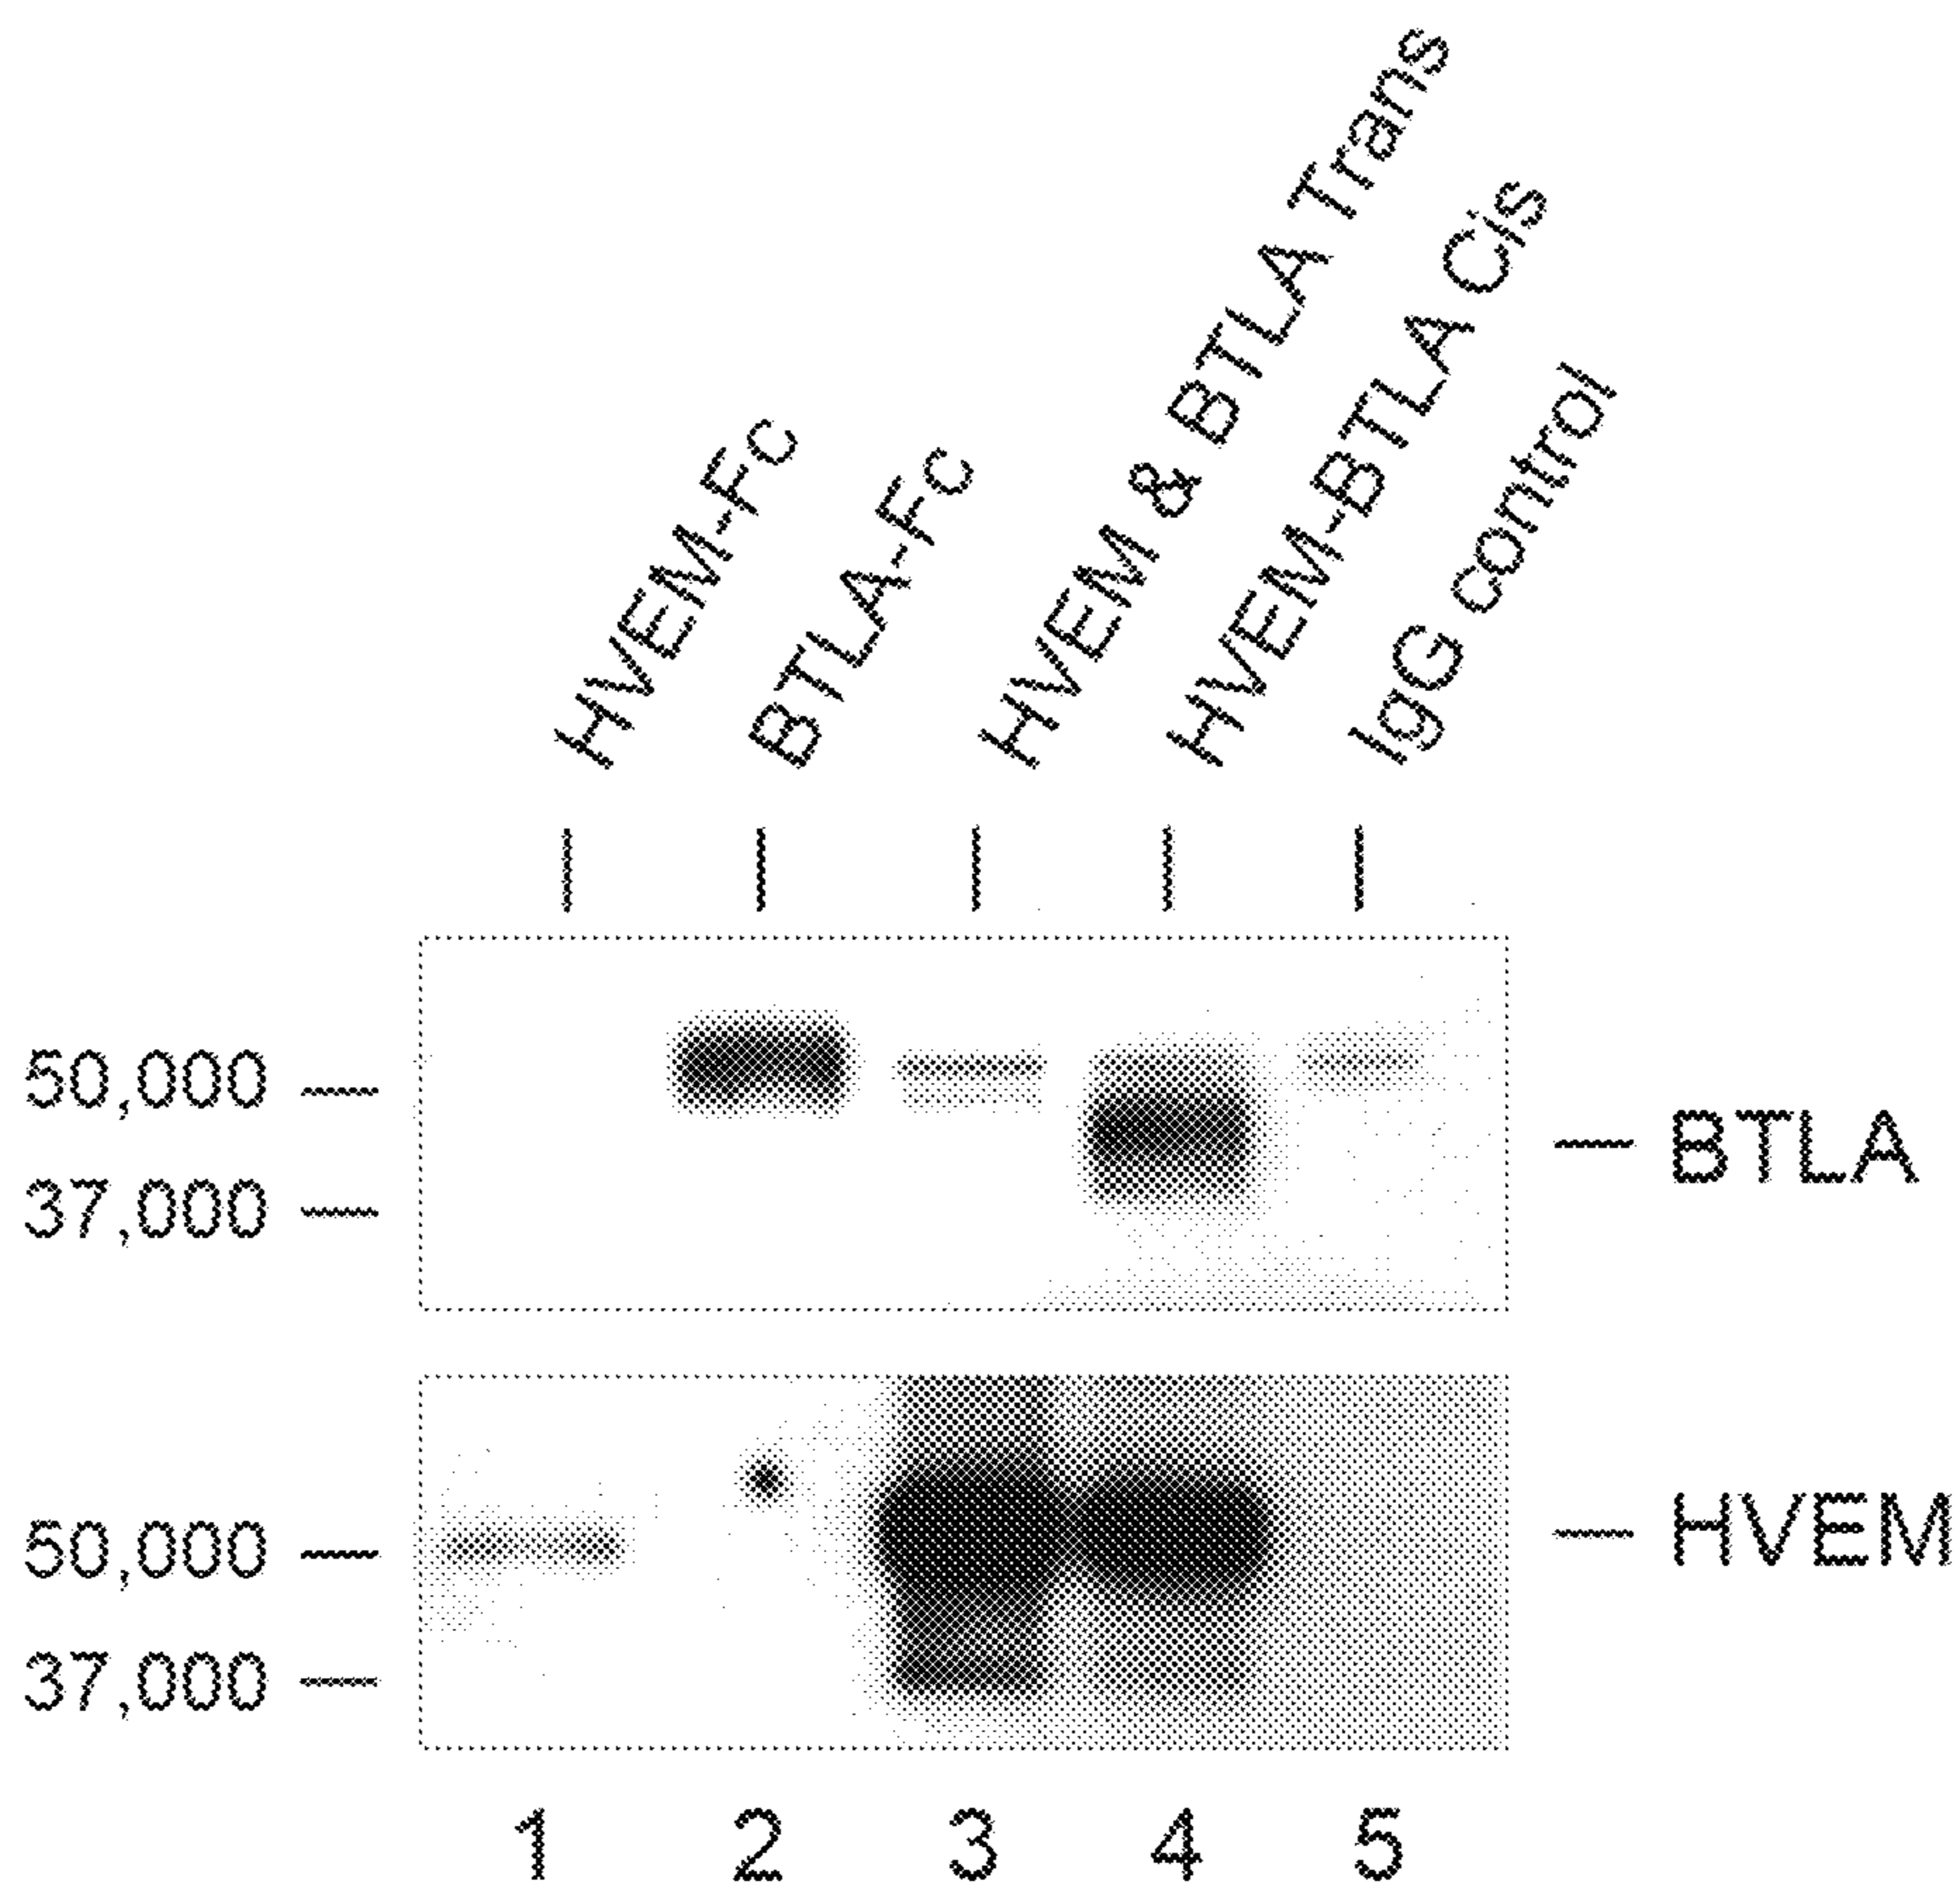 HVEM-Fc
BTLA-Fc
HVEM & BTLA Trans
HVEM-BTLA Cis
IgG control
50,000
37,000
BTLA
50,000
37,000
HVEM
1 2 3 4 5